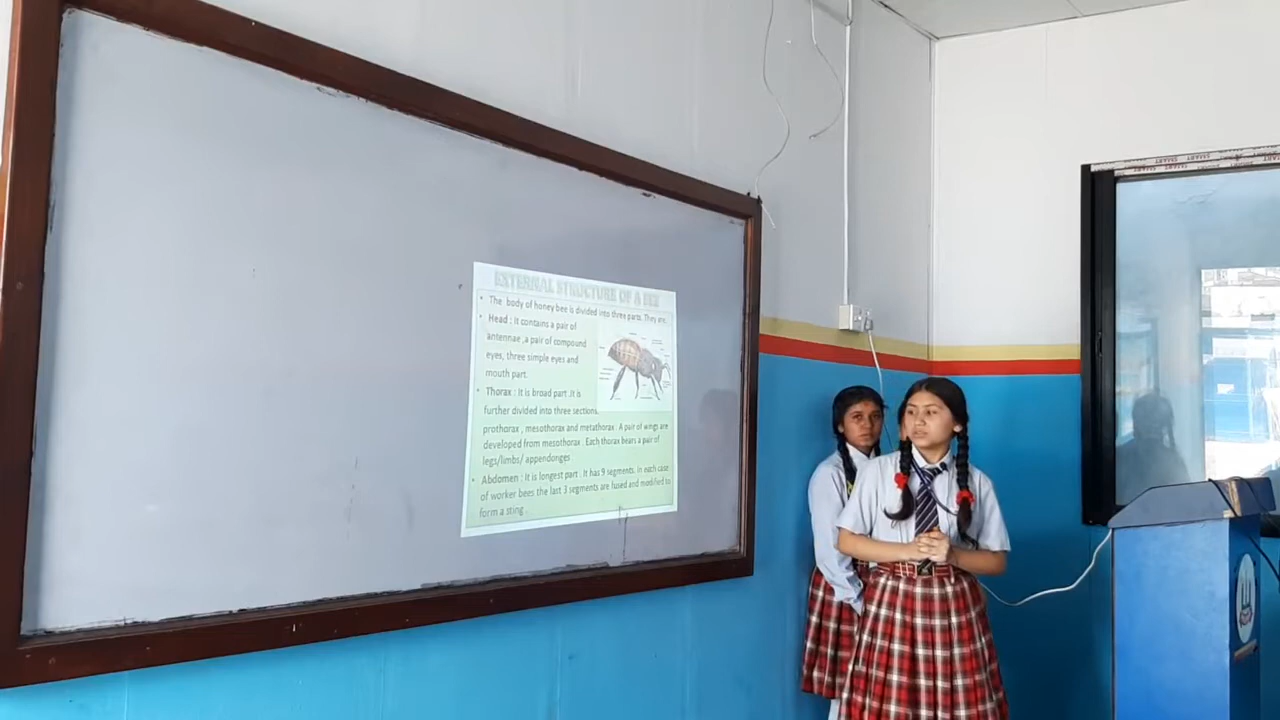 EXTERNAL STRUCTURE OF A BEE
• The body of honey bee is divided into three parts. They are:
• Head : It contains a pair of
antennae ,a pair of compound
eyes, three simple eyes and
mouth part.
• Thorax : It is broad part .It is
further divided into three sections,
prothorax , mesothorax and metathorax . A pair of wings are
developed from mesothorax . Each thorax bears a pair of
legs/limbs/ appendonges
• Abdomen : It is longest part . It has 9 segments. In each case
of worker bees the last 3 segments are fused and modified to
form a sting .
SMART